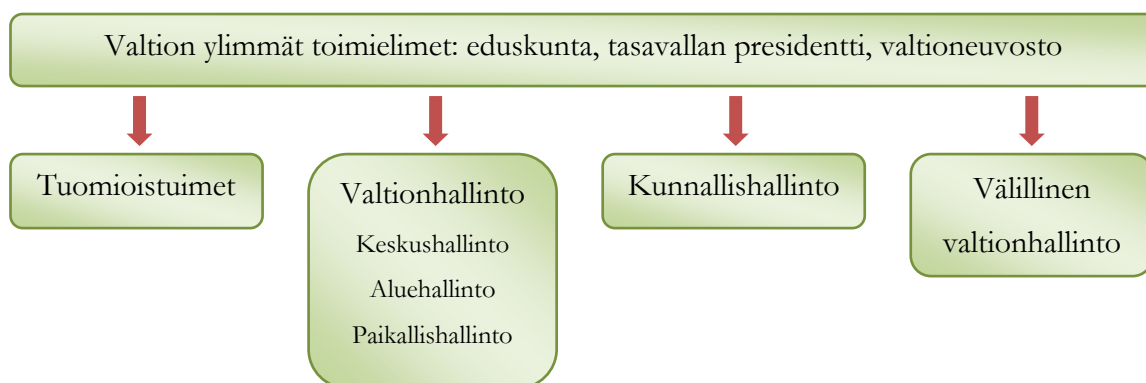 Valtion ylimmät toimielimet: eduskunta, tasavallan presidentti, valtioneuvosto
Tuomioistuimet
Valtionhallinto
Keskushallinto
Aluehallinto
Paikallishallinto
Kunnallishallinto
Välillinen
valtionhallinto